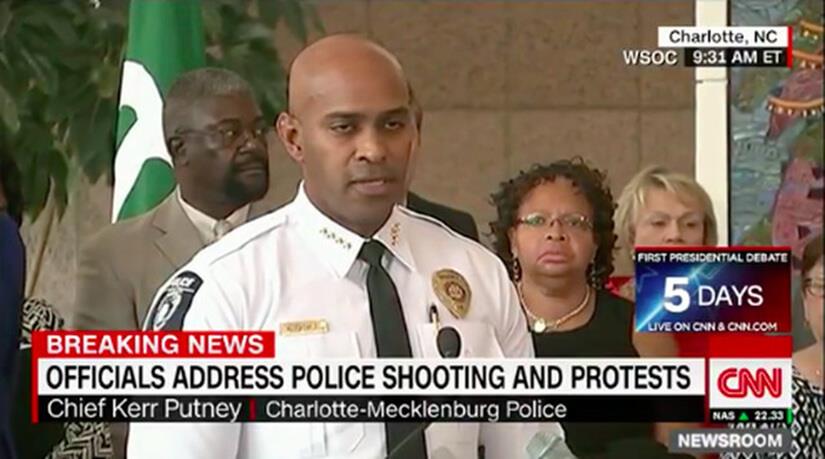 Charlotte, NC
WSOC 9:31 AM ET
FIRST PRESIDENTIAL DEBATE
5 DAYS
LIVE ON CNN & CNN.COM
BREAKING NEWS
OFFICIALS ADDRESS POLICE SHOOTING AND PROTESTS
Chief Kerr Putney | Charlotte-Mecklenburg Police
CNN
NAS ▲ 22.33
NEWSROOM